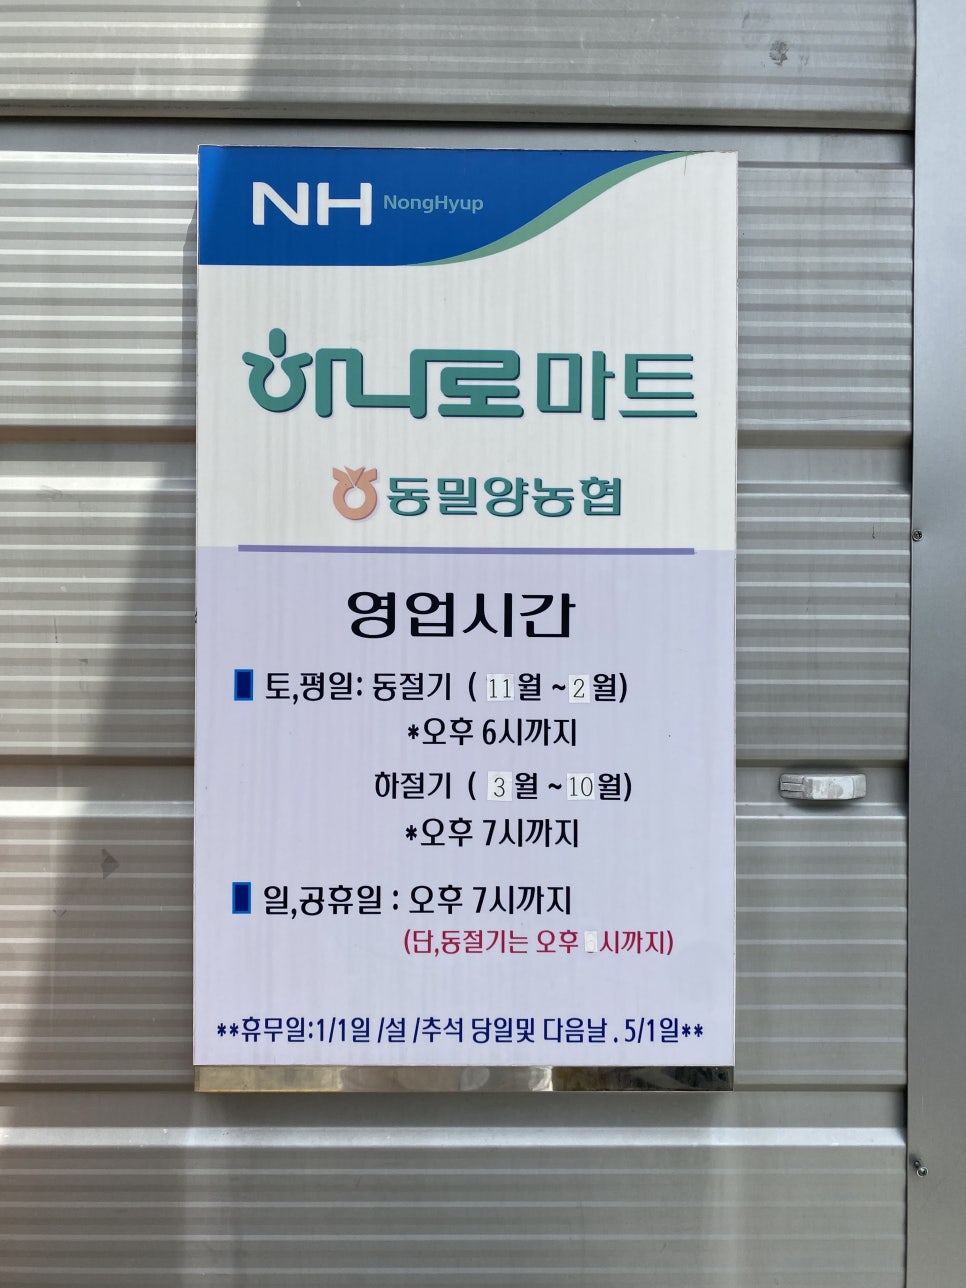 NH NongHyup
하나로마트
동밀양농협
영업시간
토,평일: 동절기 ( 11월 ~ 2월)
*오후 6시까지
하절기 ( 3월 ~ 10월)
*오후 7시까지
일,공휴일 : 오후 7시까지
(단,동절기는 오후 시까지)
**휴무일:1/1일 /설 /추석 당일및 다음날 . 5/1일**